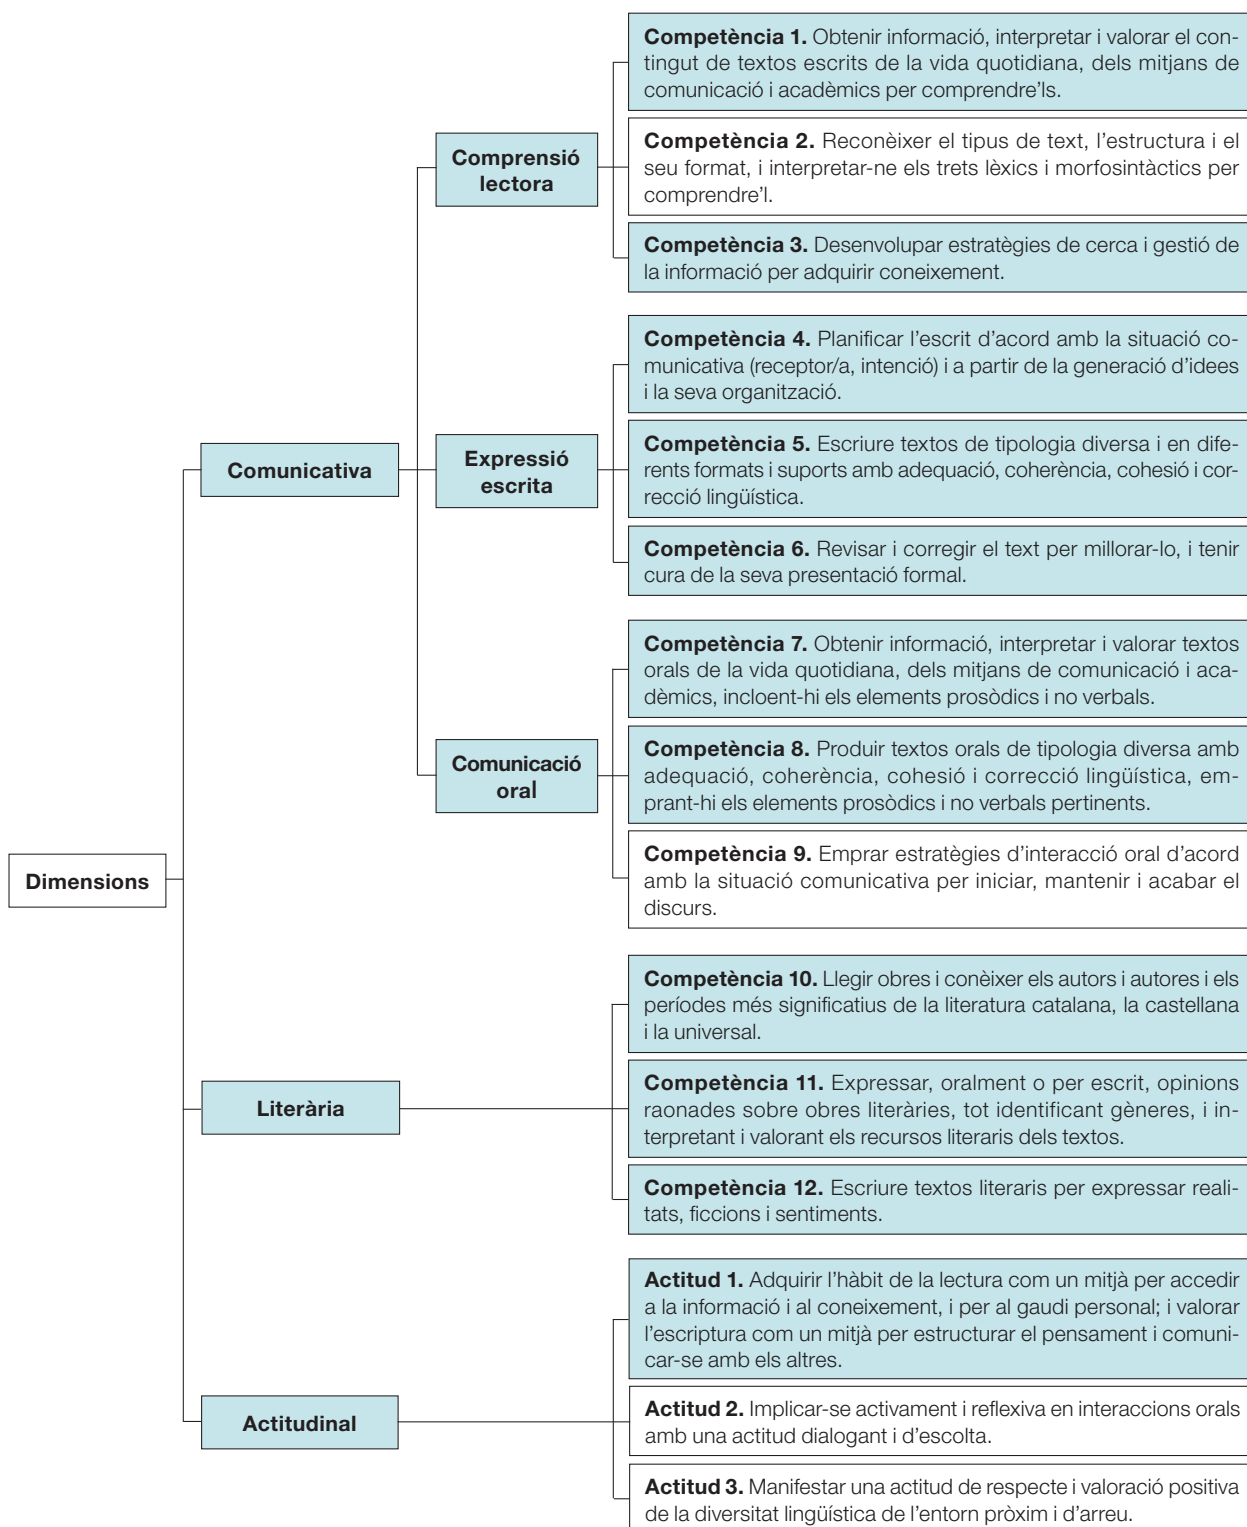 Dimensions
Comunicativa
Comprensió
lectora
Competència 1. Obtenir informació, interpretar i valorar el con-
tingut de textos escrits de la vida quotidiana, dels mitjans de
comunicació i acadèmics per comprendre’ls.
Competència 2. Reconèixer el tipus de text, l’estructura i el
seu format, i interpretar-ne els trets lèxics i morfosintàctics per
comprendre’l.
Competència 3. Desenvolupar estratègies de cerca i gestió de
la informació per adquirir coneixement.
Expressió
escrita
Competència 4. Planificar l’escrit d’acord amb la situació co-
municativa (receptor/a, intenció) i a partir de la generació d’idees
i la seva organització.
Competència 5. Escriure textos de tipologia diversa i en dife-
rents formats i suports amb adequació, coherència, cohesió i cor-
recció lingüística.
Competència 6. Revisar i corregir el text per millorar-lo, i tenir
cura de la seva presentació formal.
Comunicació
oral
Competència 7. Obtenir informació, interpretar i valorar textos
orals de la vida quotidiana, dels mitjans de comunicació i aca-
dèmics, incloent-hi els elements prosòdics i no verbals.
Competència 8. Produir textos orals de tipologia diversa amb
adequació, coherència, cohesió i correcció lingüística, em-
prant-hi els elements prosòdics i no verbals pertinents.
Competència 9. Emprar estratègies d’interacció oral d’acord
amb la situació comunicativa per iniciar, mantenir i acabar el
discurs.
Literària
Competència 10. Llegir obres i conèixer els autors i autores i els
períodes més significatius de la literatura catalana, la castellana
i la universal.
Competència 11. Expressar, oralment o per escrit, opinions
raonades sobre obres literàries, tot identificant gèneres, i in-
terpretant i valorant els recursos literaris dels textos.
Competència 12. Escriure textos literaris per expressar reali-
tats, ficcions i sentiments.
Actitudinal
Actitud 1. Adquirir l’hàbit de la lectura com un mitjà per accedir
a la informació i al coneixement, i per al gaudi personal; i valorar
l’escriptura com un mitjà per estructurar el pensament i comuni-
car-se amb els altres.
Actitud 2. Implicar-se activament i reflexiva en interaccions orals
amb una actitud dialogant i d’escolta.
Actitud 3. Manifestar una actitud de respecte i valoració positiva
de la diversitat lingüística de l’entorn pròxim i d’arreu.